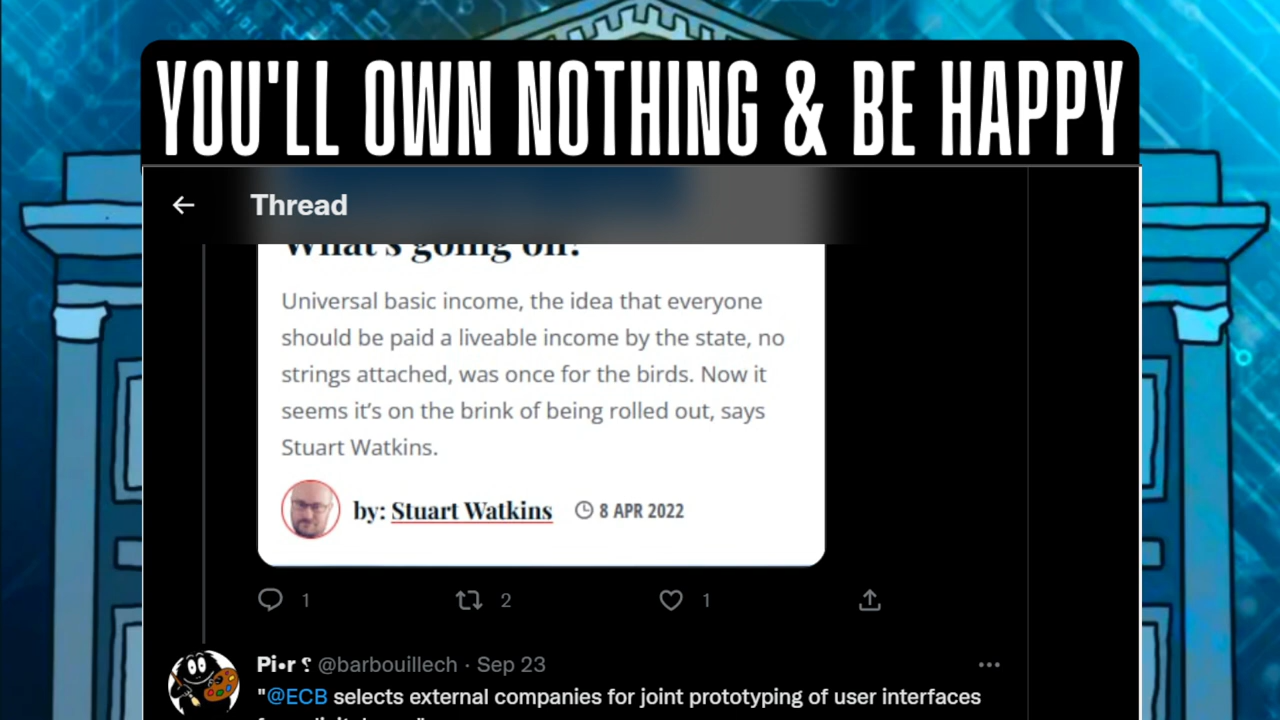 YOU'LL OWN NOTHING & BE HAPPY
Thread
What's going on?
Universal basic income, the idea that everyone
should be paid a liveable income by the state, no
strings attached, was once for the birds. Now it
seems it's on the brink of being rolled out, says
Stuart Watkins.
by: Stuart Watkins 8 APR 2022
1 2 1
Pi•r ⸮ @barbouillech · Sep 23
"@ECB selects external companies for joint prototyping of user interfaces